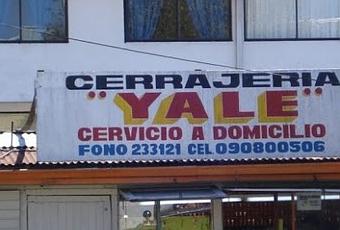 CERRAJERIA
"YALE"
CERVICIO A DOMICILIO
FONO 233121 CEL 090800506